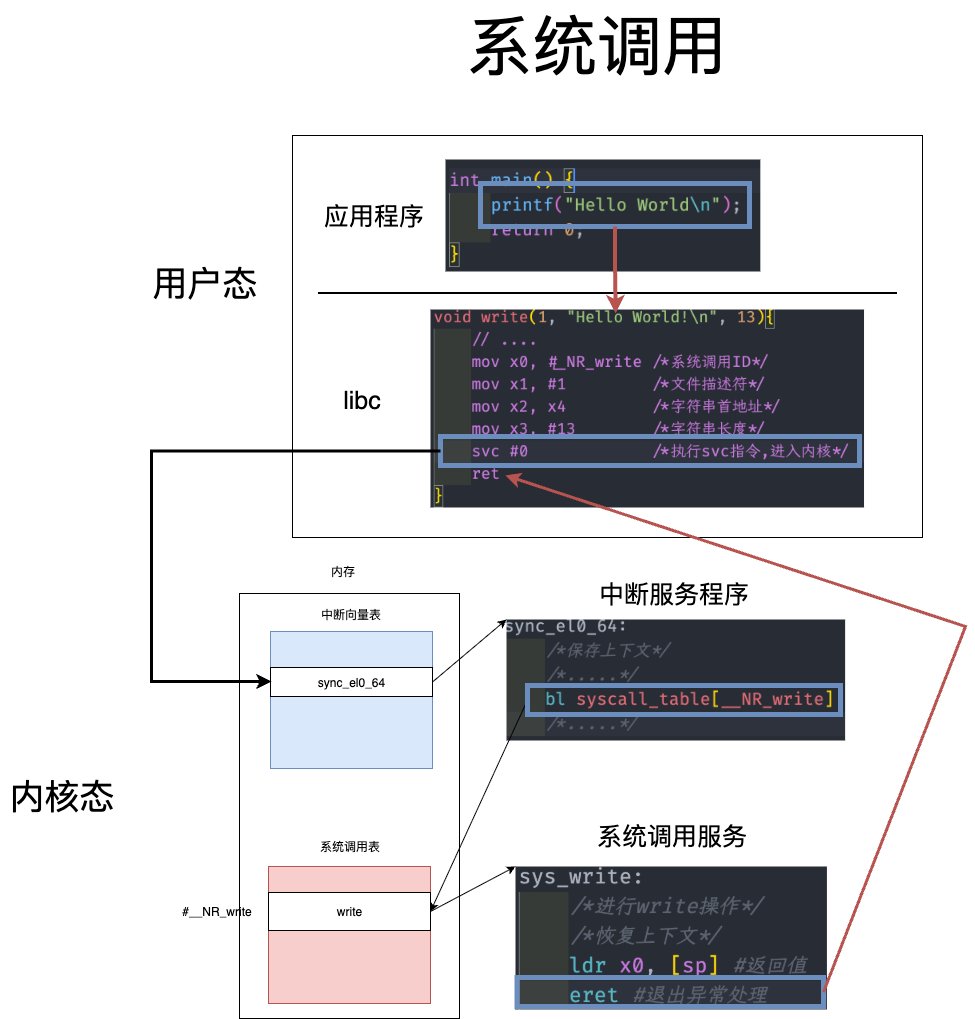 系统调用
应用程序
int main() {
printf("Hello World\n");
return 0;
}
用户态
libc
void write(1, "Hello World!\n", 13){
// ....
mov x0, #_NR_write /*系统调用ID*/
mov x1, #1 /*文件描述符*/
mov x2, x4 /*字符串首地址*/
mov x3, #13 /*字符串长度*/
svc #0 /*执行svc指令,进入内核*/
ret
}
内存
中断向量表
sync_el0_64
中断服务程序
sync_el0_64:
/*保存上下文*/
/*.....*/
bl syscall_table[__NR_write]
/*.....*/
内核态
系统调用表
#__NR_write
write
系统调用服务
sys_write:
/*进行write操作*/
/*恢复上下文*/
ldr x0, [sp] #返回值
eret #退出异常处理